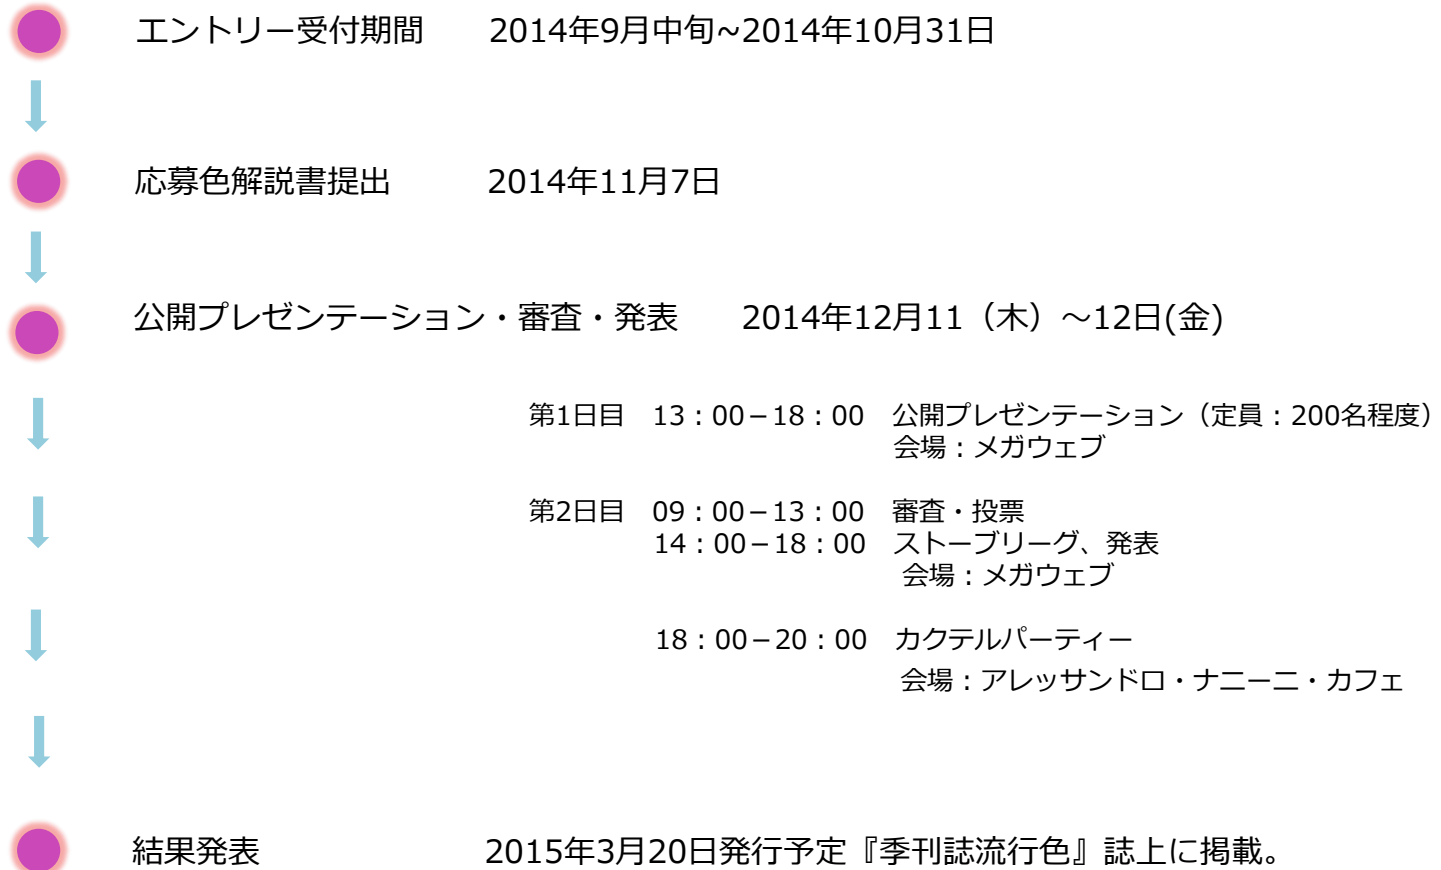 エントリー受付期間　　2014年9月中旬~2014年10月31日
応募色解説書提出　　　2014年11月7日
公開プレゼンテーション・審査・発表　　2014年12月11（木）～12日(金)
第1日目　13：00－18：00　公開プレゼンテーション（定員：200名程度）
会場：メガウェブ
第2日目　09：00－13：00　審査・投票
14：00－18：00　ストーブリーグ、発表
会場：メガウェブ
18：00－20：00　カクテルパーティー
会場：アレッサンドロ・ナニーニ・カフェ
結果発表　　　　　　　2015年3月20日発行予定『季刊誌流行色』誌上に掲載。